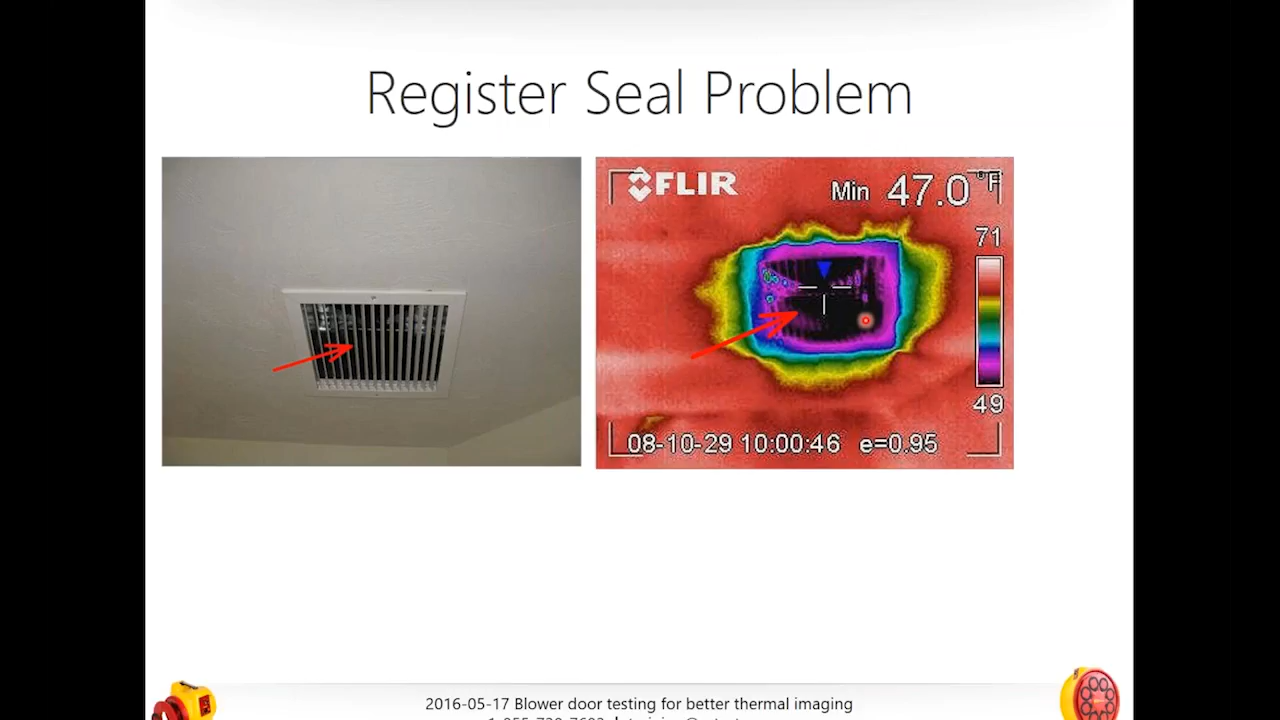 Register Seal Problem
FLIR
Min 47.0 °F
71
49
08-10-29 10:00:46 e=0.95
2016-05-17 Blower door testing for better thermal imaging